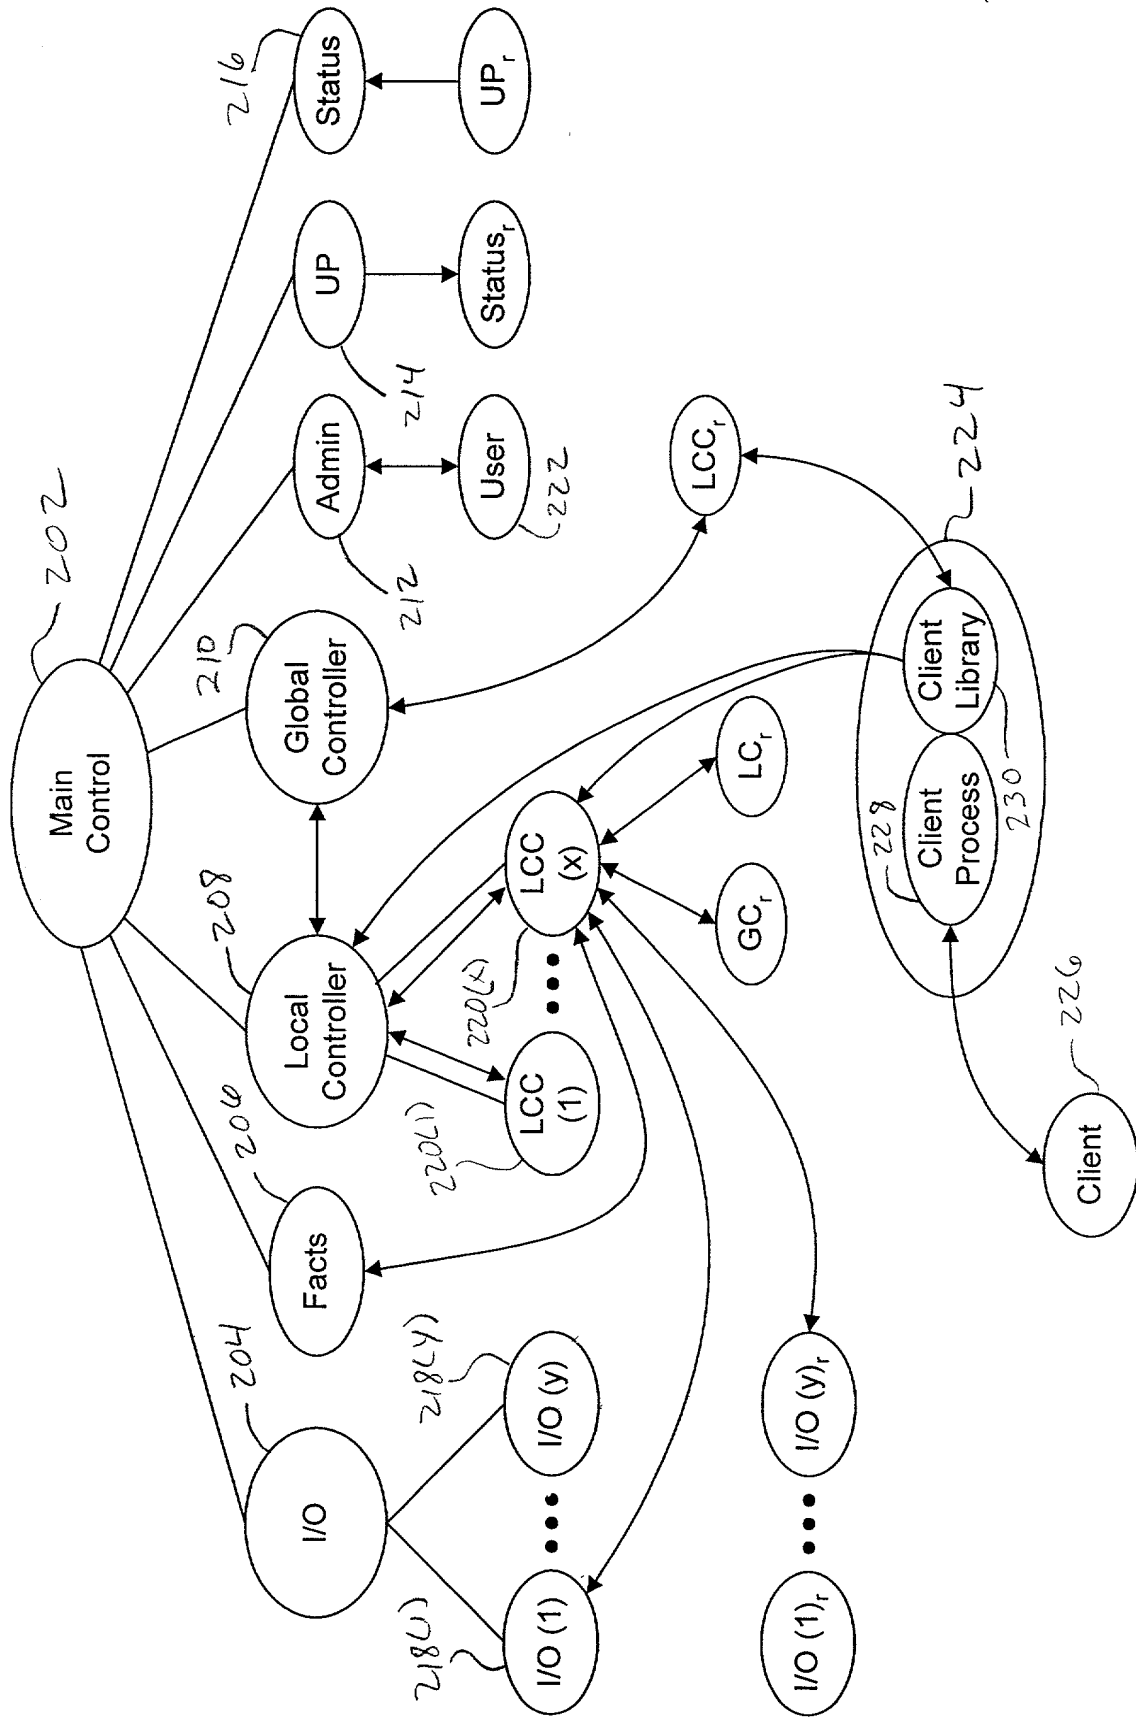 202
Main
Control
204
206
208
210
I/O
Facts
Local
Controller
Global
Controller
212
Admin
214
UP
216
Status
218(1)
218(y)
220(1)
220(x)
222
I/O (1)
I/O (y)
LCC
(1)
LCC
(x)
User
Statusr
UPr
I/O (1)r
I/O (y)r
GCr
LCr
LCCr
224
228
230
Client
Process
Client
Library
226
Client